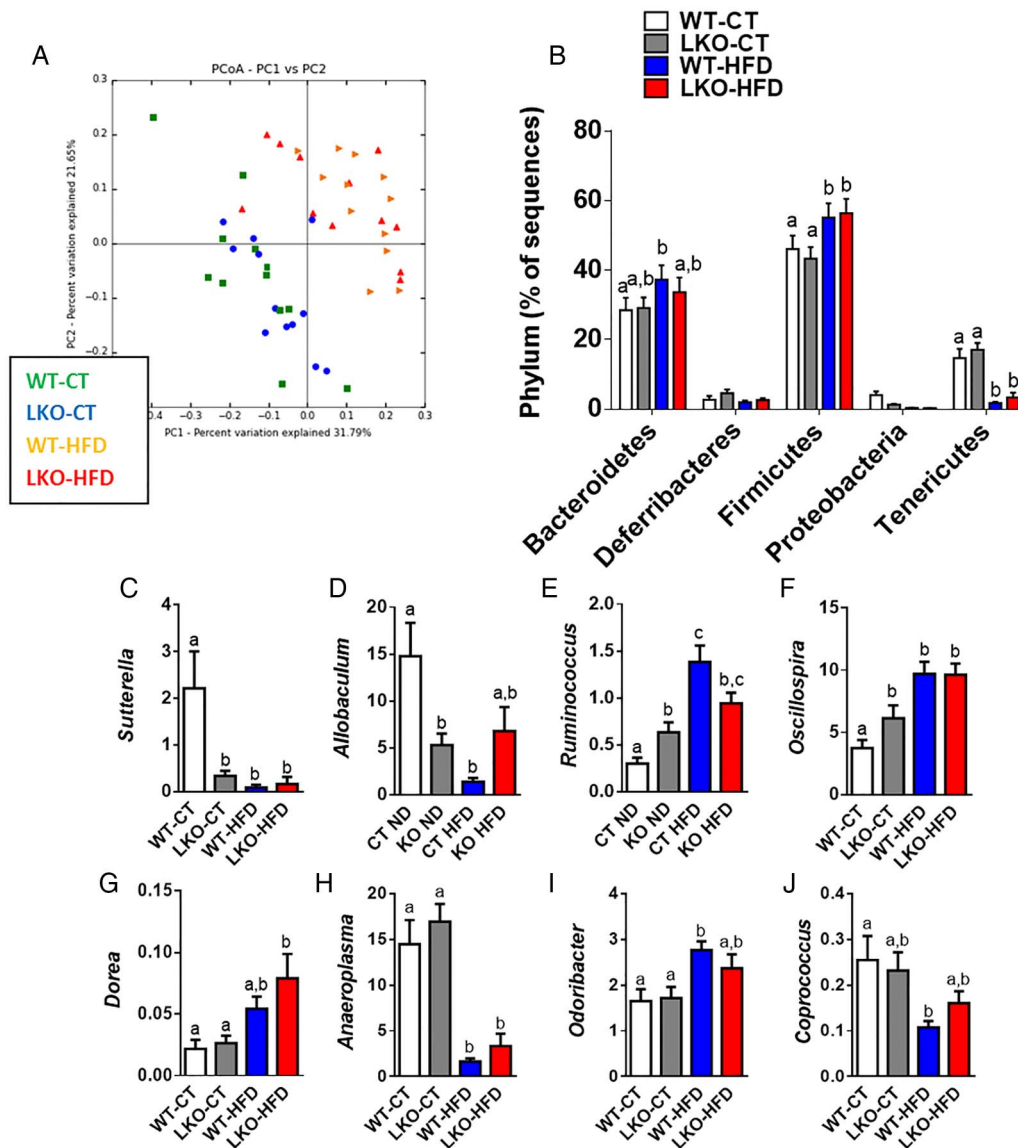 WT-CT
LKO-CT
WT-HFD
LKO-HFD
A
PCoA - PC1 vs PC2
0.3
0.2
0.1
0.0
−0.1
−0.2
PC2 - Percent variation explained 21.65%
0.4 −0.3 −0.2 −0.1 0.0 0.1 0.2 0.3
PC1 - Percent variation explained 31.79%
WT-CT
LKO-CT
WT-HFD
LKO-HFD
B
Phylum (% of sequences)
80
60
40
20
0
a a,b b a,b
a a b b
a a b b
Bacteroidetes
Deferribacteres
Firmicutes
Proteobacteria
Tenericutes
C
Sutterella
4
3
2
1
0
a b b b
WT-CT
LKO-CT
WT-HFD
LKO-HFD
D
Allobaculum
20
15
10
5
0
a b b a,b
CT ND
KO ND
CT HFD
KO HFD
E
Ruminococcus
2.0
1.5
1.0
0.5
0.0
a b c b,c
CT ND
KO ND
CT HFD
KO HFD
F
Oscillospira
15
10
5
0
a b b b
WT-CT
LKO-CT
WT-HFD
LKO-HFD
G
Dorea
0.15
0.10
0.05
0.00
a a a,b b
WT-CT
LKO-CT
WT-HFD
LKO-HFD
H
Anaeroplasma
20
15
10
5
0
a a b b
WT-CT
LKO-CT
WT-HFD
LKO-HFD
I
Odoribacter
4
3
2
1
0
a a b a,b
WT-CT
LKO-CT
WT-HFD
LKO-HFD
J
Coprococcus
0.4
0.3
0.2
0.1
0.0
a a,b b a,b
WT-CT
LKO-CT
WT-HFD
LKO-HFD